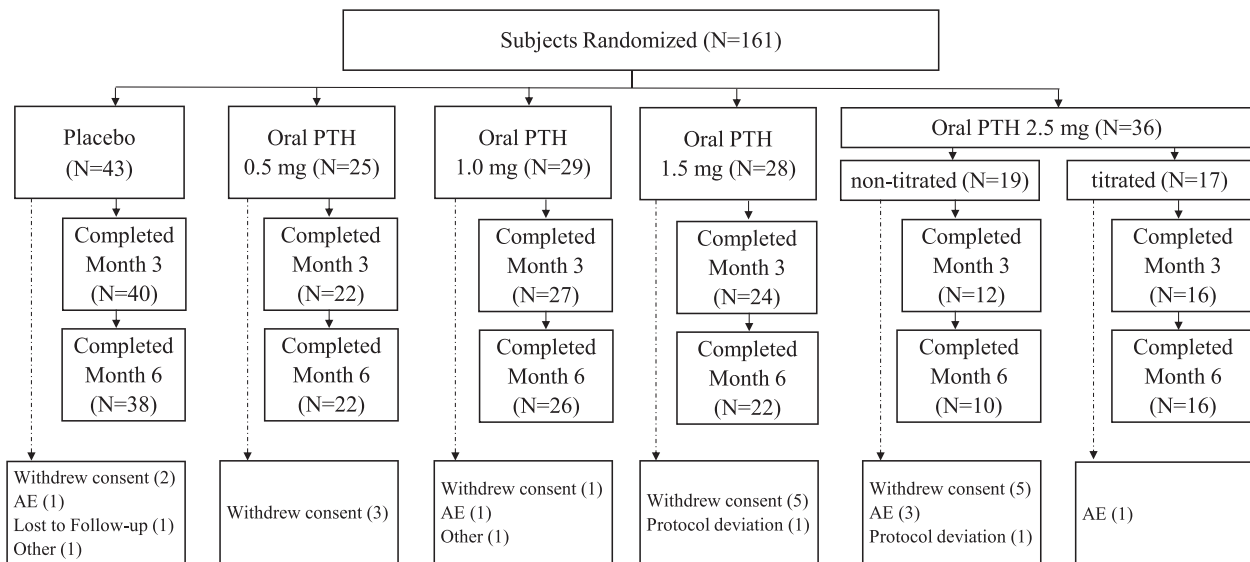 Subjects Randomized (N=161)
Placebo
(N=43)
Oral PTH
0.5 mg (N=25)
Oral PTH
1.0 mg (N=29)
Oral PTH
1.5 mg (N=28)
Oral PTH 2.5 mg (N=36)
non-titrated (N=19)
titrated (N=17)
Completed
Month 3
(N=40)
Completed
Month 3
(N=22)
Completed
Month 3
(N=27)
Completed
Month 3
(N=24)
Completed
Month 3
(N=12)
Completed
Month 3
(N=16)
Completed
Month 6
(N=38)
Completed
Month 6
(N=22)
Completed
Month 6
(N=26)
Completed
Month 6
(N=22)
Completed
Month 6
(N=10)
Completed
Month 6
(N=16)
Withdrew consent (2)
AE (1)
Lost to Follow-up (1)
Other (1)
Withdrew consent (3)
Withdrew consent (1)
AE (1)
Other (1)
Withdrew consent (5)
Protocol deviation (1)
Withdrew consent (5)
AE (3)
Protocol deviation (1)
AE (1)